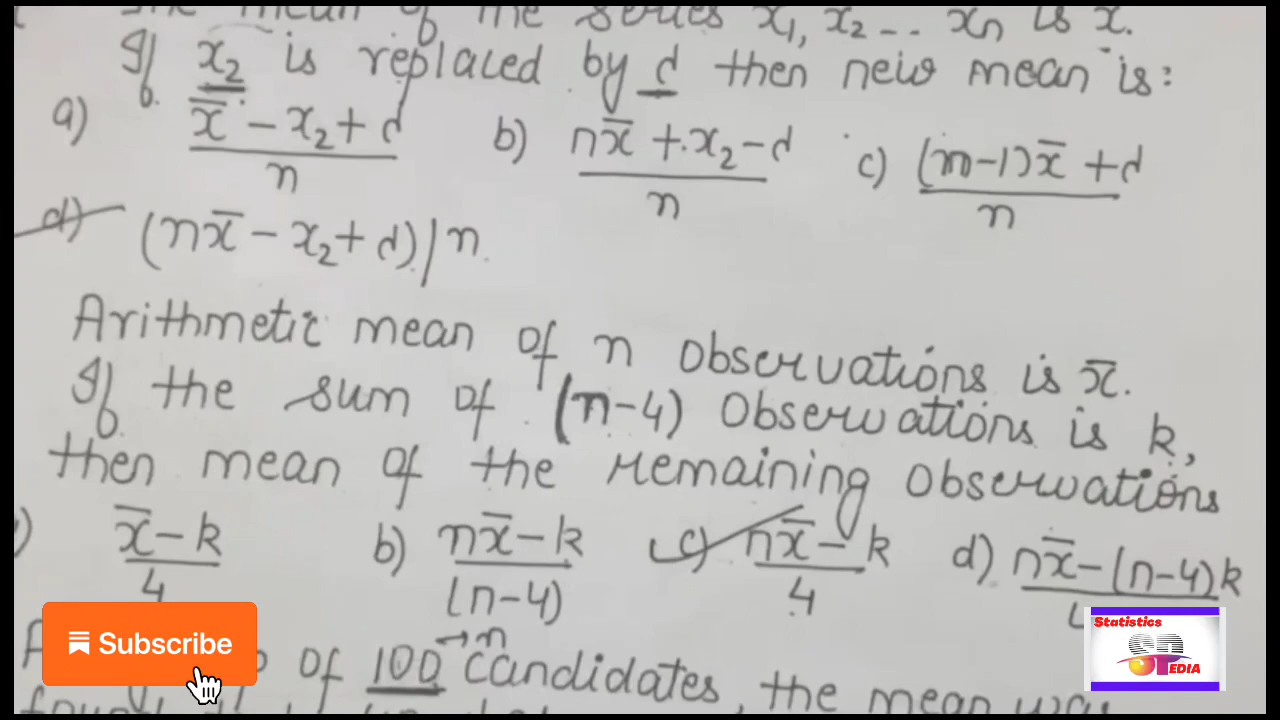 The mean of the series x₁, x₂-.. xn is x̄.
If x₂ is replaced by d then new mean is:
a) (x̄ - x₂ + d)/n b) (nx̄ + x₂ - d)/n c) ((n-1)x̄ + d)/n
d) (nx̄ - x₂ + d)/n
Arithmetic mean of n observations is x̄.
If the sum of (n-4) observations is k,
then mean of the remaining observations
) (x̄ - k)/4 b) (nx̄ - k)/(n-4) c) (nx̄ - k)/4 d) nx̄ - (n-4)k
Subscribe
of 100 → n candidates, the mean was
Statistics
PEDIA